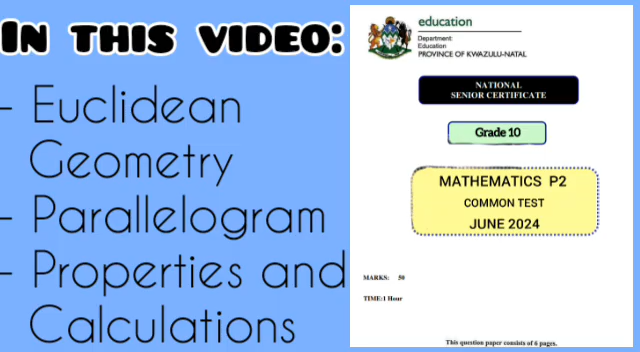 IN THIS VIDEO:
- Euclidean
Geometry
- Parallelogram
- Properties and
Calculations
education
Department:
Education
PROVINCE OF KWAZULU-NATAL
NATIONAL
SENIOR CERTIFICATE
Grade 10
MATHEMATICS P2
COMMON TEST
JUNE 2024
MARKS: 50
TIME:1 Hour
This question paper consists of 6 pages.